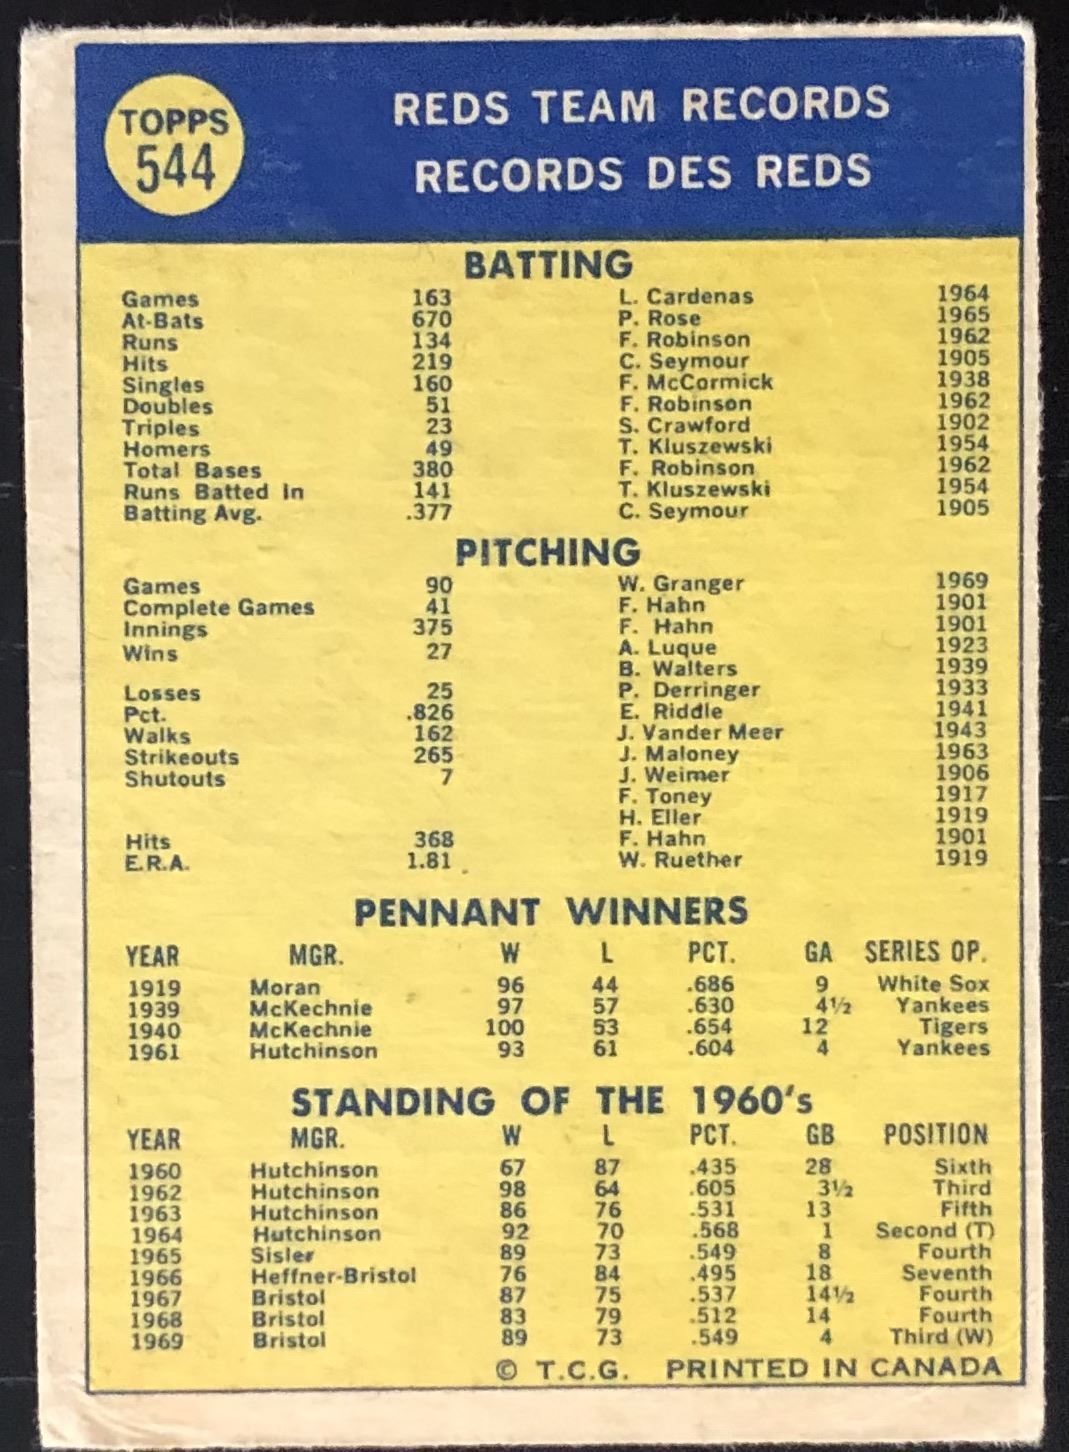 TOPPS
544
REDS TEAM RECORDS
RECORDS DES REDS
BATTING
Games 163 L. Cardenas 1964
At-Bats 670 P. Rose 1965
Runs 134 F. Robinson 1962
Hits 219 C. Seymour 1905
Singles 160 F. McCormick 1938
Doubles 51 F. Robinson 1962
Triples 23 S. Crawford 1902
Homers 49 T. Kluszewski 1954
Total Bases 380 F. Robinson 1962
Runs Batted In 141 T. Kluszewski 1954
Batting Avg. .377 C. Seymour 1905
PITCHING
Games 90 W. Granger 1969
Complete Games 41 F. Hahn 1901
Innings 375 F. Hahn 1901
Wins 27 A. Luque 1923
B. Walters 1939
Losses 25 P. Derringer 1933
Pct. .826 E. Riddle 1941
Walks 162 J. Vander Meer 1943
Strikeouts 265 J. Maloney 1963
Shutouts 7 J. Weimer 1906
F. Toney 1917
H. Eller 1919
Hits 368 F. Hahn 1901
E.R.A. 1.81 W. Ruether 1919
PENNANT WINNERS
YEAR MGR. W L PCT. GA SERIES OP.
1919 Moran 96 44 .686 9 White Sox
1939 McKechnie 97 57 .630 4½ Yankees
1940 McKechnie 100 53 .654 12 Tigers
1961 Hutchinson 93 61 .604 4 Yankees
STANDING OF THE 1960's
YEAR MGR. W L PCT. GB POSITION
1960 Hutchinson 67 87 .435 28 Sixth
1962 Hutchinson 98 64 .605 3½ Third
1963 Hutchinson 86 76 .531 13 Fifth
1964 Hutchinson 92 70 .568 1 Second (T)
1965 Sisler 89 73 .549 8 Fourth
1966 Heffner-Bristol 76 84 .495 18 Seventh
1967 Bristol 87 75 .537 14½ Fourth
1968 Bristol 83 79 .512 14 Fourth
1969 Bristol 89 73 .549 4 Third (W)
© T.C.G. PRINTED IN CANADA